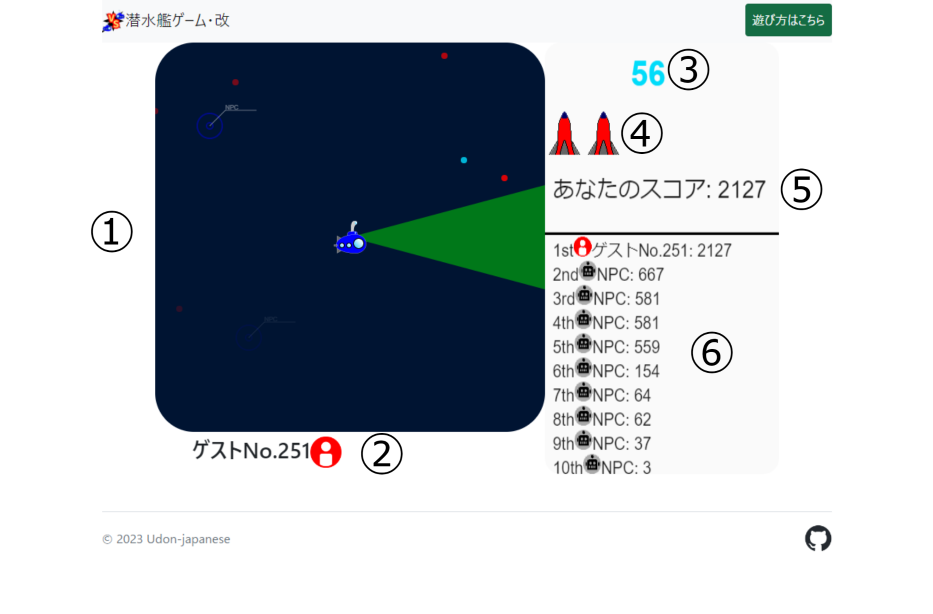 潜水艦ゲーム・改
遊び方はこちら
NPC
NPC
①
56 ③
④
あなたのスコア: 2127 ⑤
1stゲストNo.251: 2127
2ndNPC: 667
3rdNPC: 581
4thNPC: 581
5thNPC: 559
6thNPC: 154
7thNPC: 64
8thNPC: 62
9thNPC: 37
10thNPC: 3
⑥
ゲストNo.251 ②
© 2023 Udon-japanese